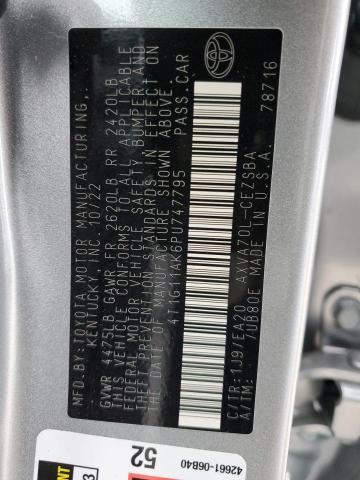 MFD.BY:TOYOTA MOTOR MANUFACTURING,
KENTUCKY, INC. 10/22
GVWR 4475LB GAWR FR 2620LB RR 2420LB
THIS VEHICLE CONFORMS TO ALL APPLICABLE
FEDERAL MOTOR VEHICLE SAFETY, BUMPER, AND
THEFT PREVENTION STANDARDS IN EFFECT ON
THE DATE OF MANUFACTURE SHOWN ABOVE.
4T1G11AK6PU747795 PASS.CAR
C/TR:1J9/EA20 AXVA70L-CEZSBA
A/TM: -/UB80E MADE IN U.S.A. 78716
52
42661-06B40